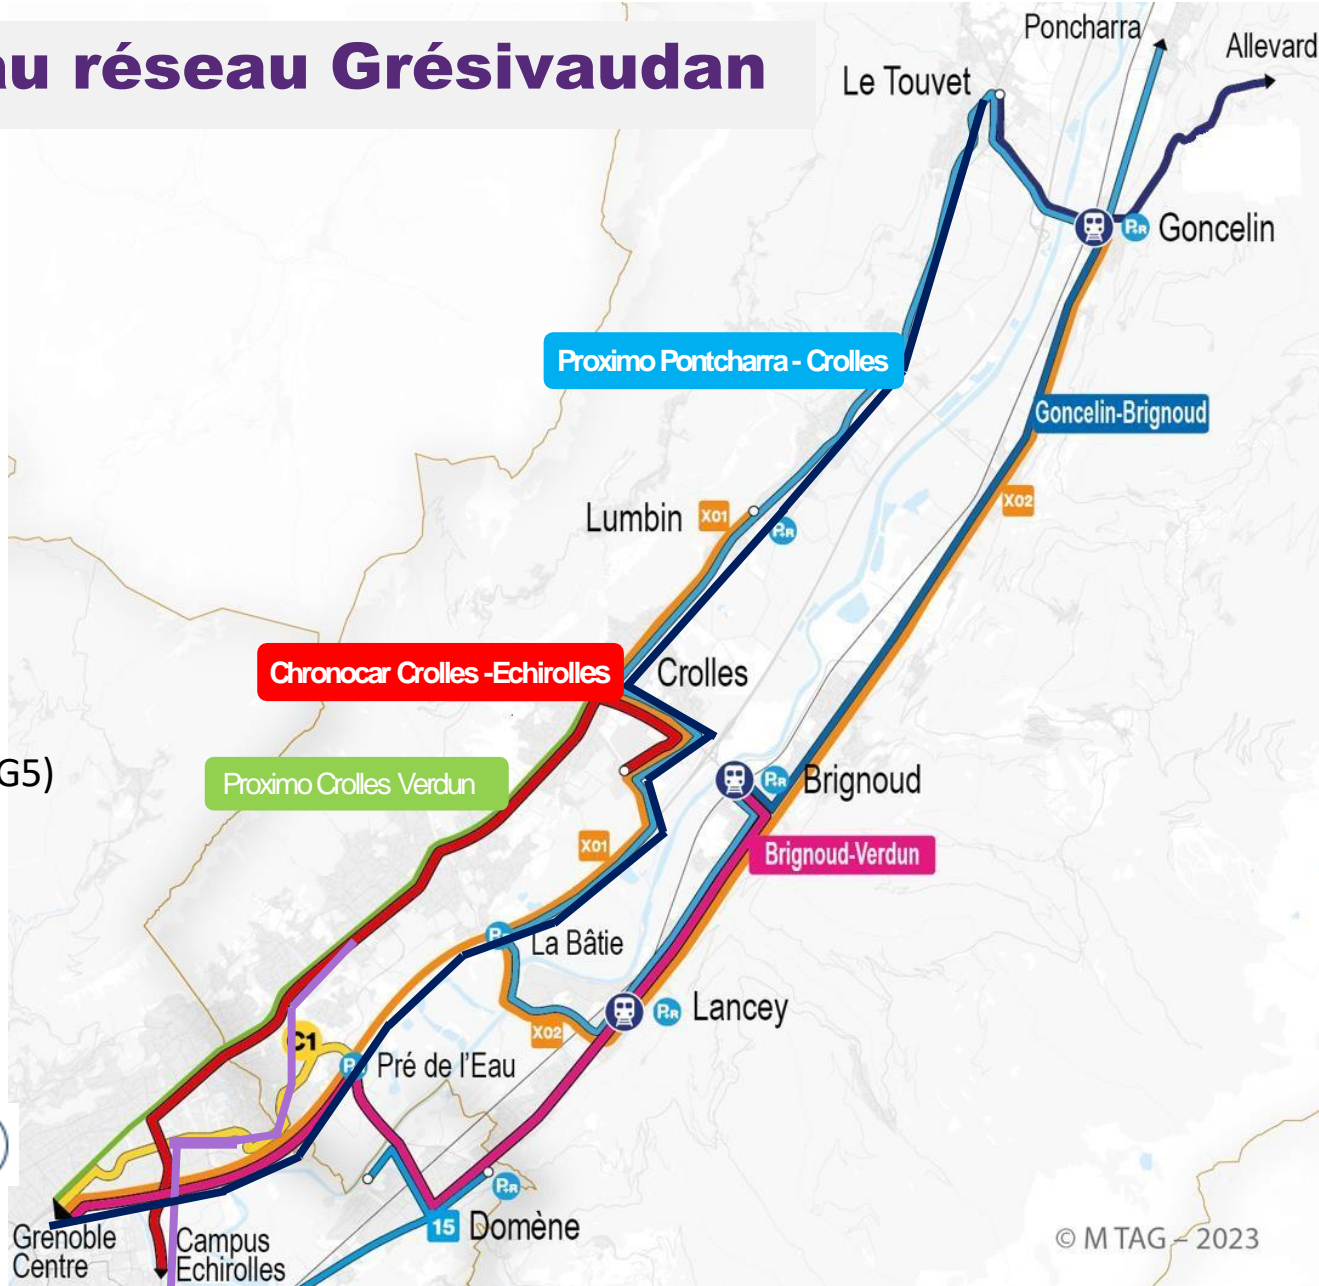 au réseau Grésivaudan
Poncharra
Allevard
Le Touvet
P+R Goncelin
Proximo Pontcharra - Crolles
Goncelin-Brignoud
X02
Lumbin X01
P+R
Chronocar Crolles -Echirolles
Crolles
G5)
Proximo Crolles Verdun
P+R Brignoud
X01
Brignoud-Verdun
P+
La Bâtie
P+R Lancey
X02
C1
P
Pré de l'Eau
P+R
15 Domène
Grenoble
Centre
Campus
Echirolles
© M TAG – 2023